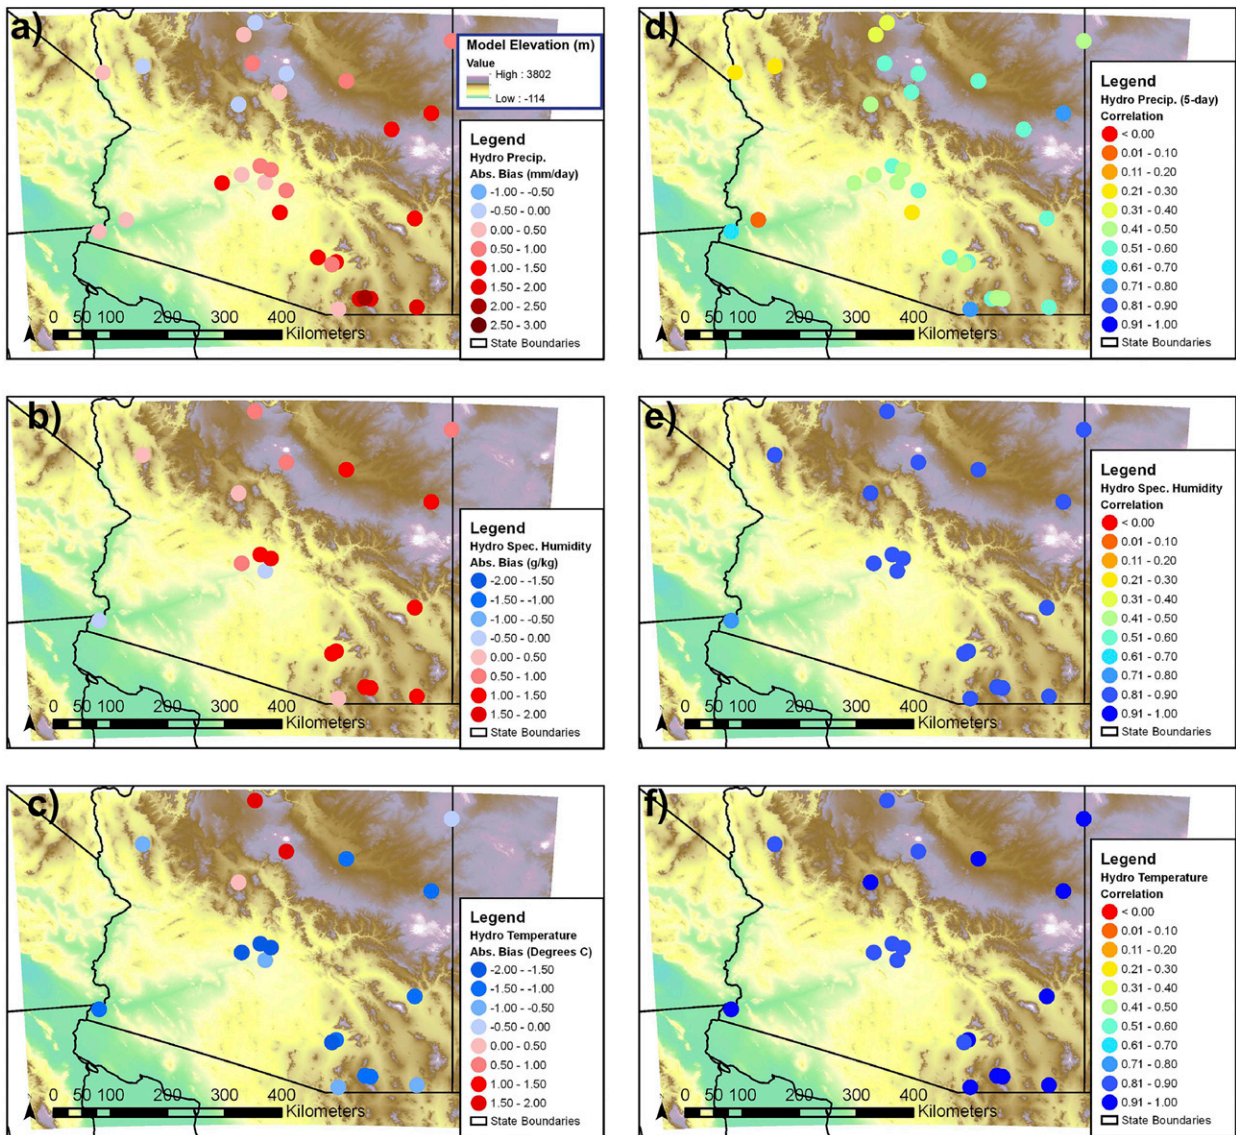 a)
Model Elevation (m)
Value
High : 3802
Low : -114
Legend
Hydro Precip.
Abs. Bias (mm/day)
-1.00 - -0.50
-0.50 - 0.00
0.00 - 0.50
0.50 - 1.00
1.00 - 1.50
1.50 - 2.00
2.00 - 2.50
2.50 - 3.00
State Boundaries
0 50 100 200 300 400
Kilometers
d)
Legend
Hydro Precip. (5-day)
Correlation
< 0.00
0.01 - 0.10
0.11 - 0.20
0.21 - 0.30
0.31 - 0.40
0.41 - 0.50
0.51 - 0.60
0.61 - 0.70
0.71 - 0.80
0.81 - 0.90
0.91 - 1.00
State Boundaries
0 50 100 200 300 400
Kilometers
b)
Legend
Hydro Spec. Humidity
Abs. Bias (g/kg)
-2.00 - -1.50
-1.50 - -1.00
-1.00 - -0.50
-0.50 - 0.00
0.00 - 0.50
0.50 - 1.00
1.00 - 1.50
1.50 - 2.00
State Boundaries
0 50 100 200 300 400
Kilometers
e)
Legend
Hydro Spec. Humidity
Correlation
< 0.00
0.01 - 0.10
0.11 - 0.20
0.21 - 0.30
0.31 - 0.40
0.41 - 0.50
0.51 - 0.60
0.61 - 0.70
0.71 - 0.80
0.81 - 0.90
0.91 - 1.00
State Boundaries
0 50 100 200 300 400
Kilometers
c)
Legend
Hydro Temperature
Abs. Bias (Degrees C)
-2.00 - -1.50
-1.50 - -1.00
-1.00 - -0.50
-0.50 - 0.00
0.00 - 0.50
0.50 - 1.00
1.00 - 1.50
1.50 - 2.00
State Boundaries
0 50 100 200 300 400
Kilometers
f)
Legend
Hydro Temperature
Correlation
< 0.00
0.01 - 0.10
0.11 - 0.20
0.21 - 0.30
0.31 - 0.40
0.41 - 0.50
0.51 - 0.60
0.61 - 0.70
0.71 - 0.80
0.81 - 0.90
0.91 - 1.00
State Boundaries
0 50 100 200 300 400
Kilometers